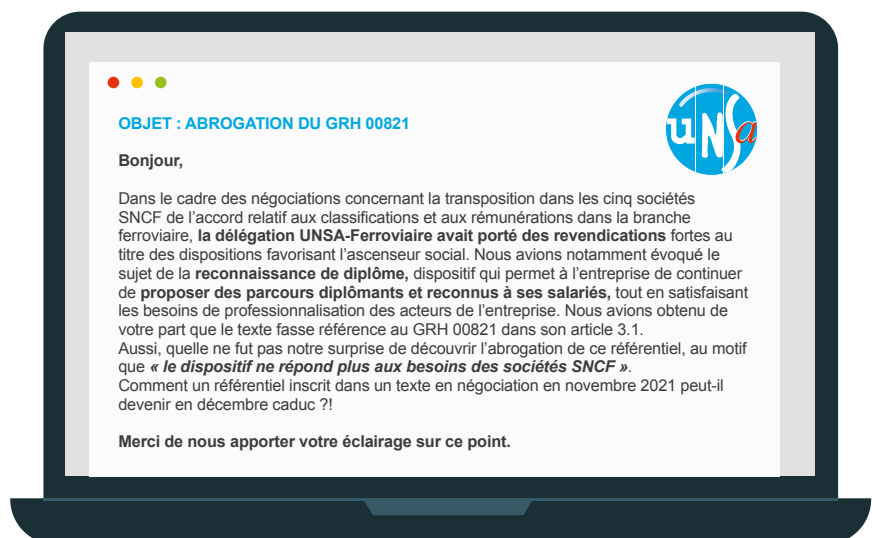 OBJET : ABROGATION DU GRH 00821
uNSa
Bonjour,
Dans le cadre des négociations concernant la transposition dans les cinq sociétés
SNCF de l’accord relatif aux classifications et aux rémunérations dans la branche
ferroviaire, la délégation UNSA-Ferroviaire avait porté des revendications fortes au
titre des dispositions favorisant l’ascenseur social. Nous avions notamment évoqué le
sujet de la reconnaissance de diplôme, dispositif qui permet à l’entreprise de continuer
de proposer des parcours diplômants et reconnus à ses salariés, tout en satisfaisant
les besoins de professionnalisation des acteurs de l’entreprise. Nous avions obtenu de
votre part que le texte fasse référence au GRH 00821 dans son article 3.1.
Aussi, quelle ne fut pas notre surprise de découvrir l’abrogation de ce référentiel, au motif
que « le dispositif ne répond plus aux besoins des sociétés SNCF ».
Comment un référentiel inscrit dans un texte en négociation en novembre 2021 peut-il
devenir en décembre caduc ?!
Merci de nous apporter votre éclairage sur ce point.